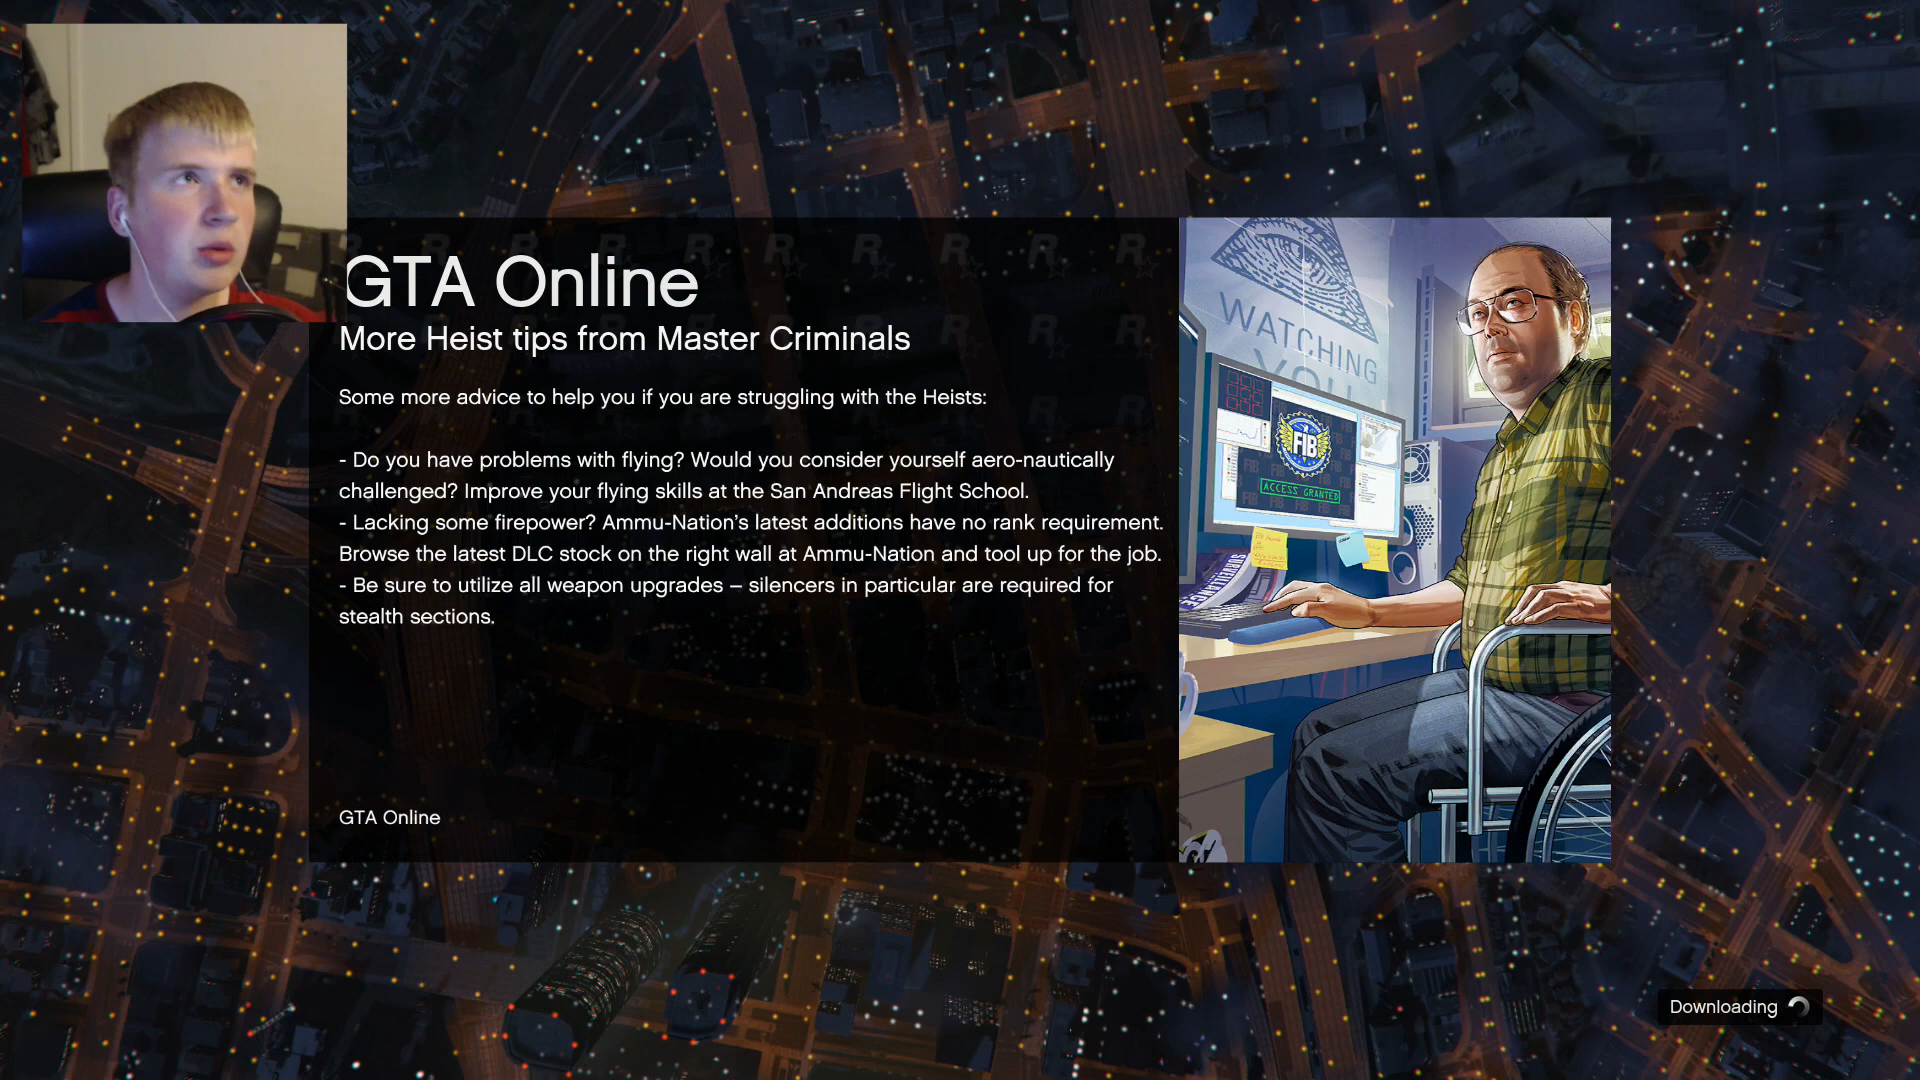 GTA Online
More Heist tips from Master Criminals
Some more advice to help you if you are struggling with the Heists:
- Do you have problems with flying? Would you consider yourself aero-nautically
challenged? Improve your flying skills at the San Andreas Flight School.
- Lacking some firepower? Ammu-Nation’s latest additions have no rank requirement.
Browse the latest DLC stock on the right wall at Ammu-Nation and tool up for the job.
- Be sure to utilize all weapon upgrades – silencers in particular are required for
stealth sections.
GTA Online
WATCHING
YOU
FIB
ACCESS GRANTED
SURVEILLANCE
Downloading